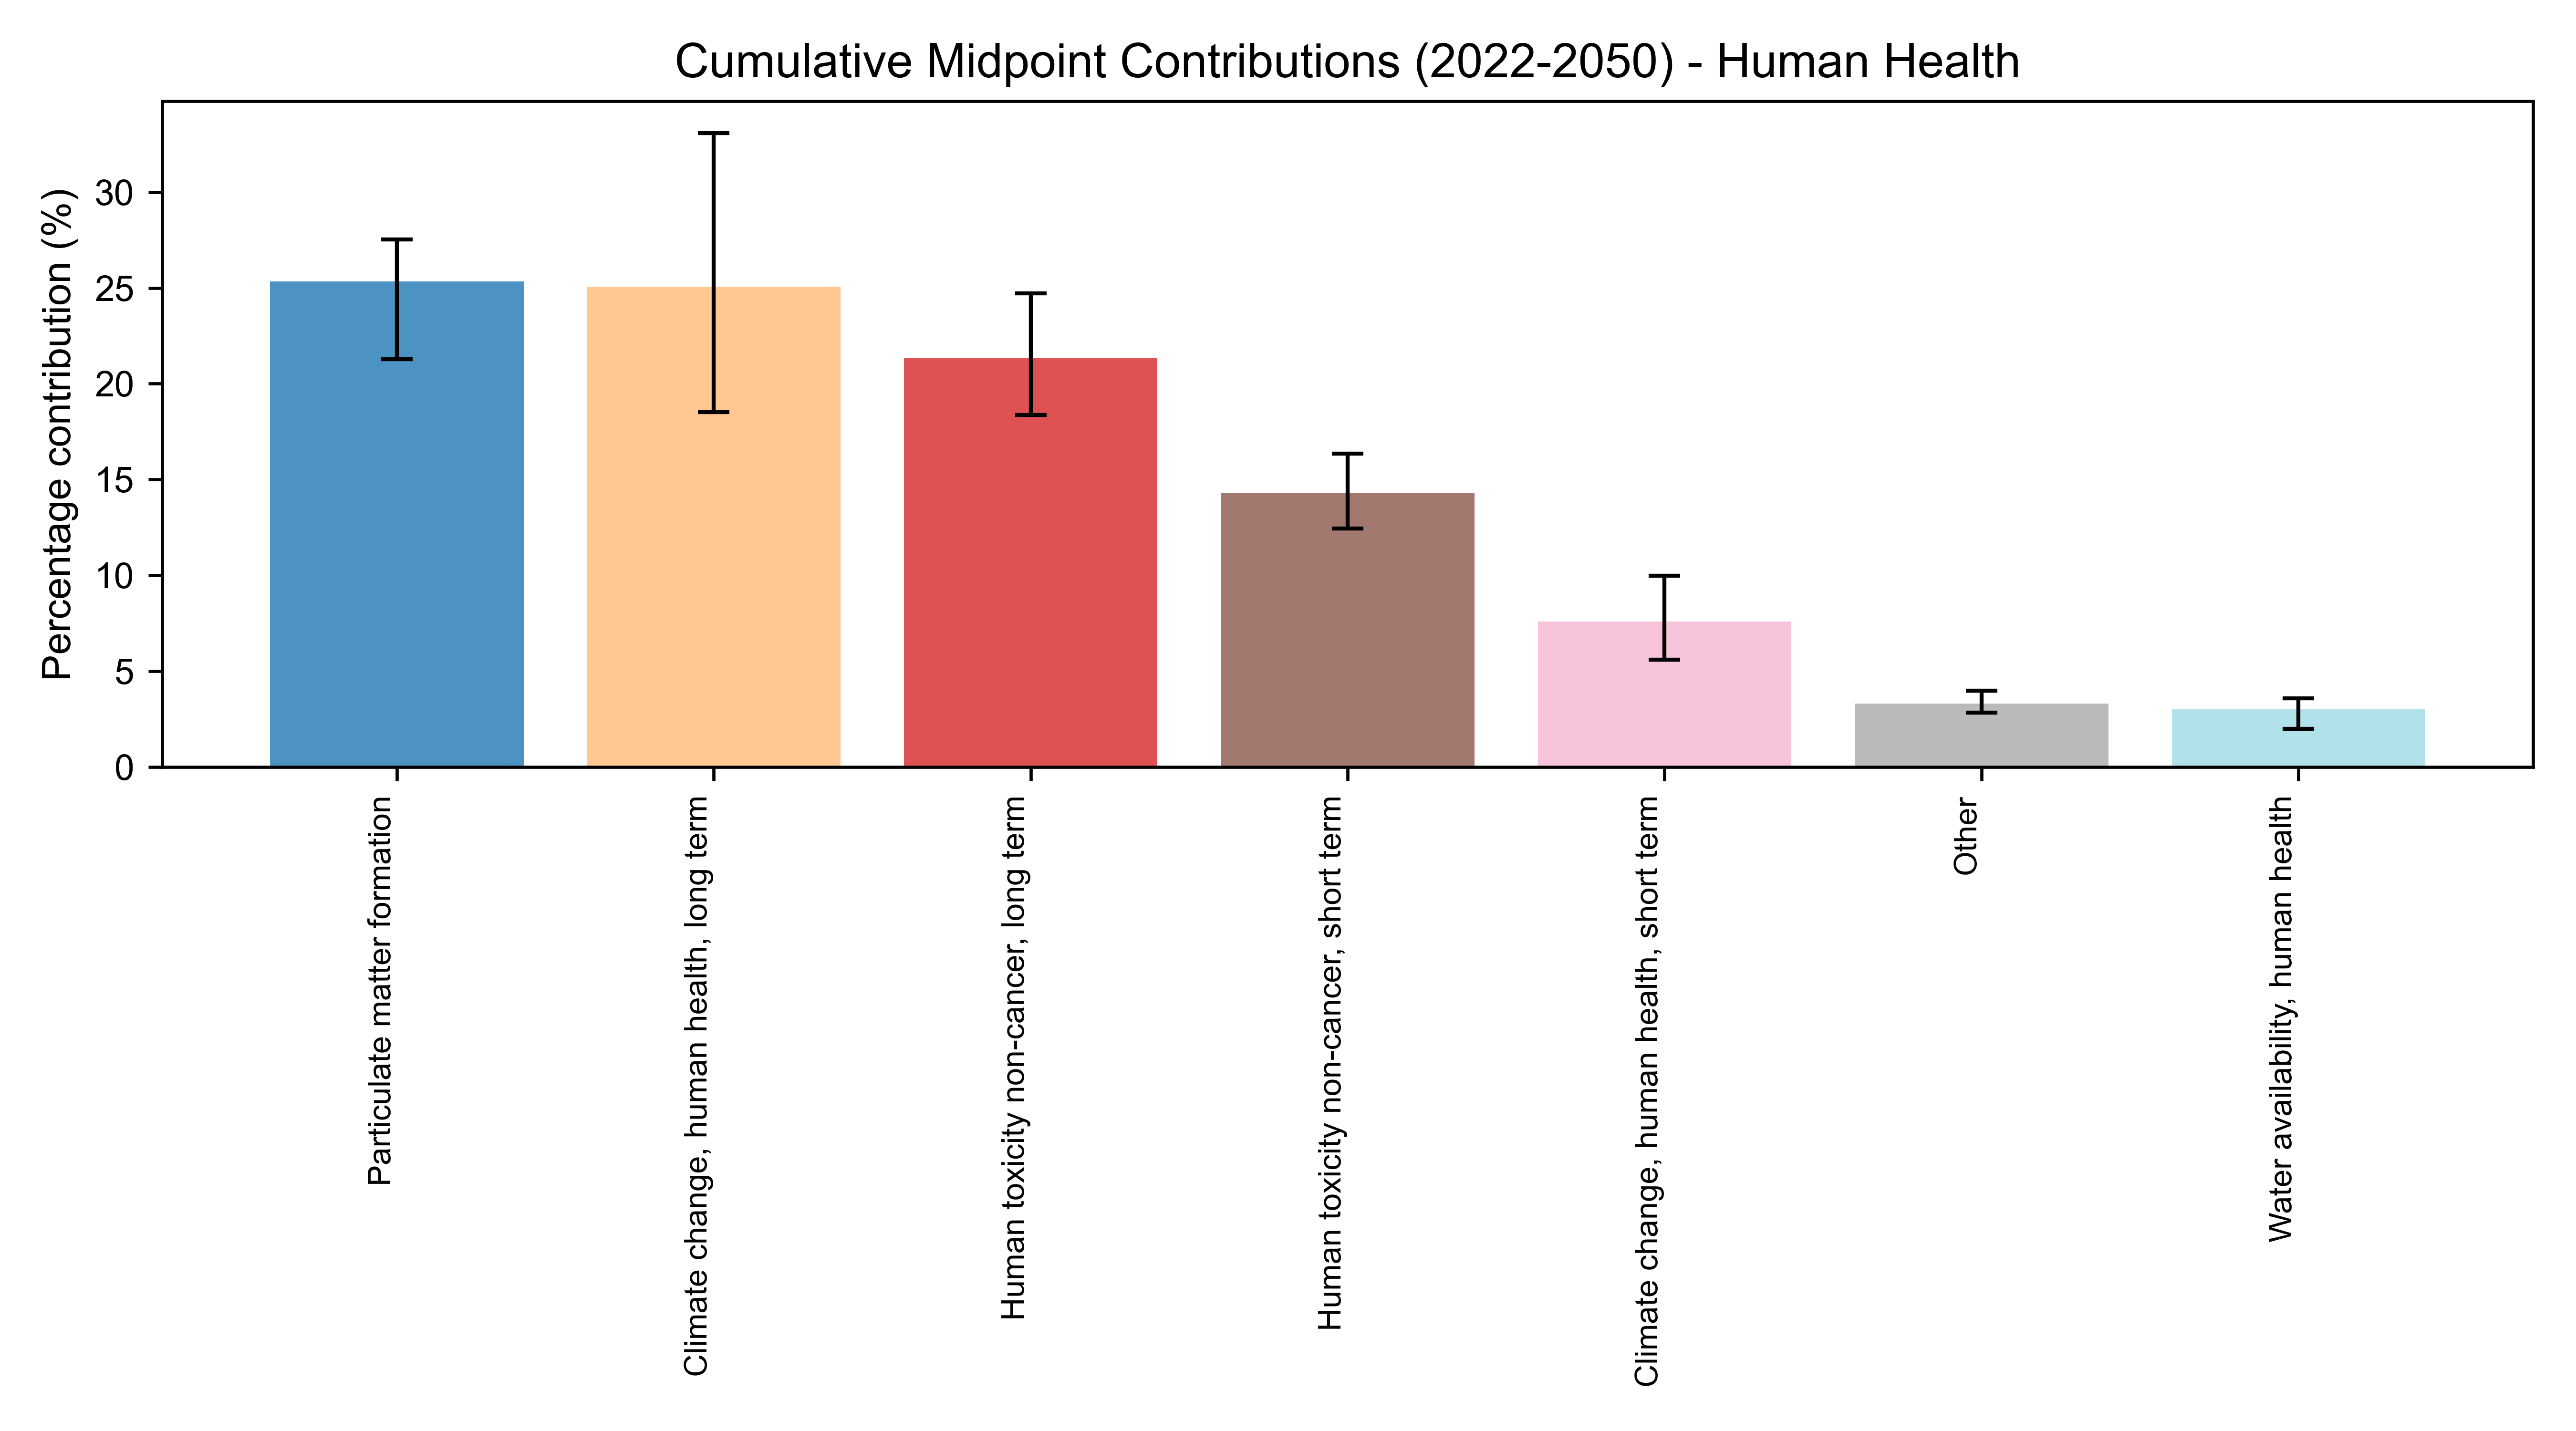 Cumulative Midpoint Contributions (2022-2050) - Human Health
Percentage contribution (%)
30
25
20
15
10
5
0
Particulate matter formation
Climate change, human health, long term
Human toxicity non-cancer, long term
Human toxicity non-cancer, short term
Climate change, human health, short term
Other
Water availability, human health